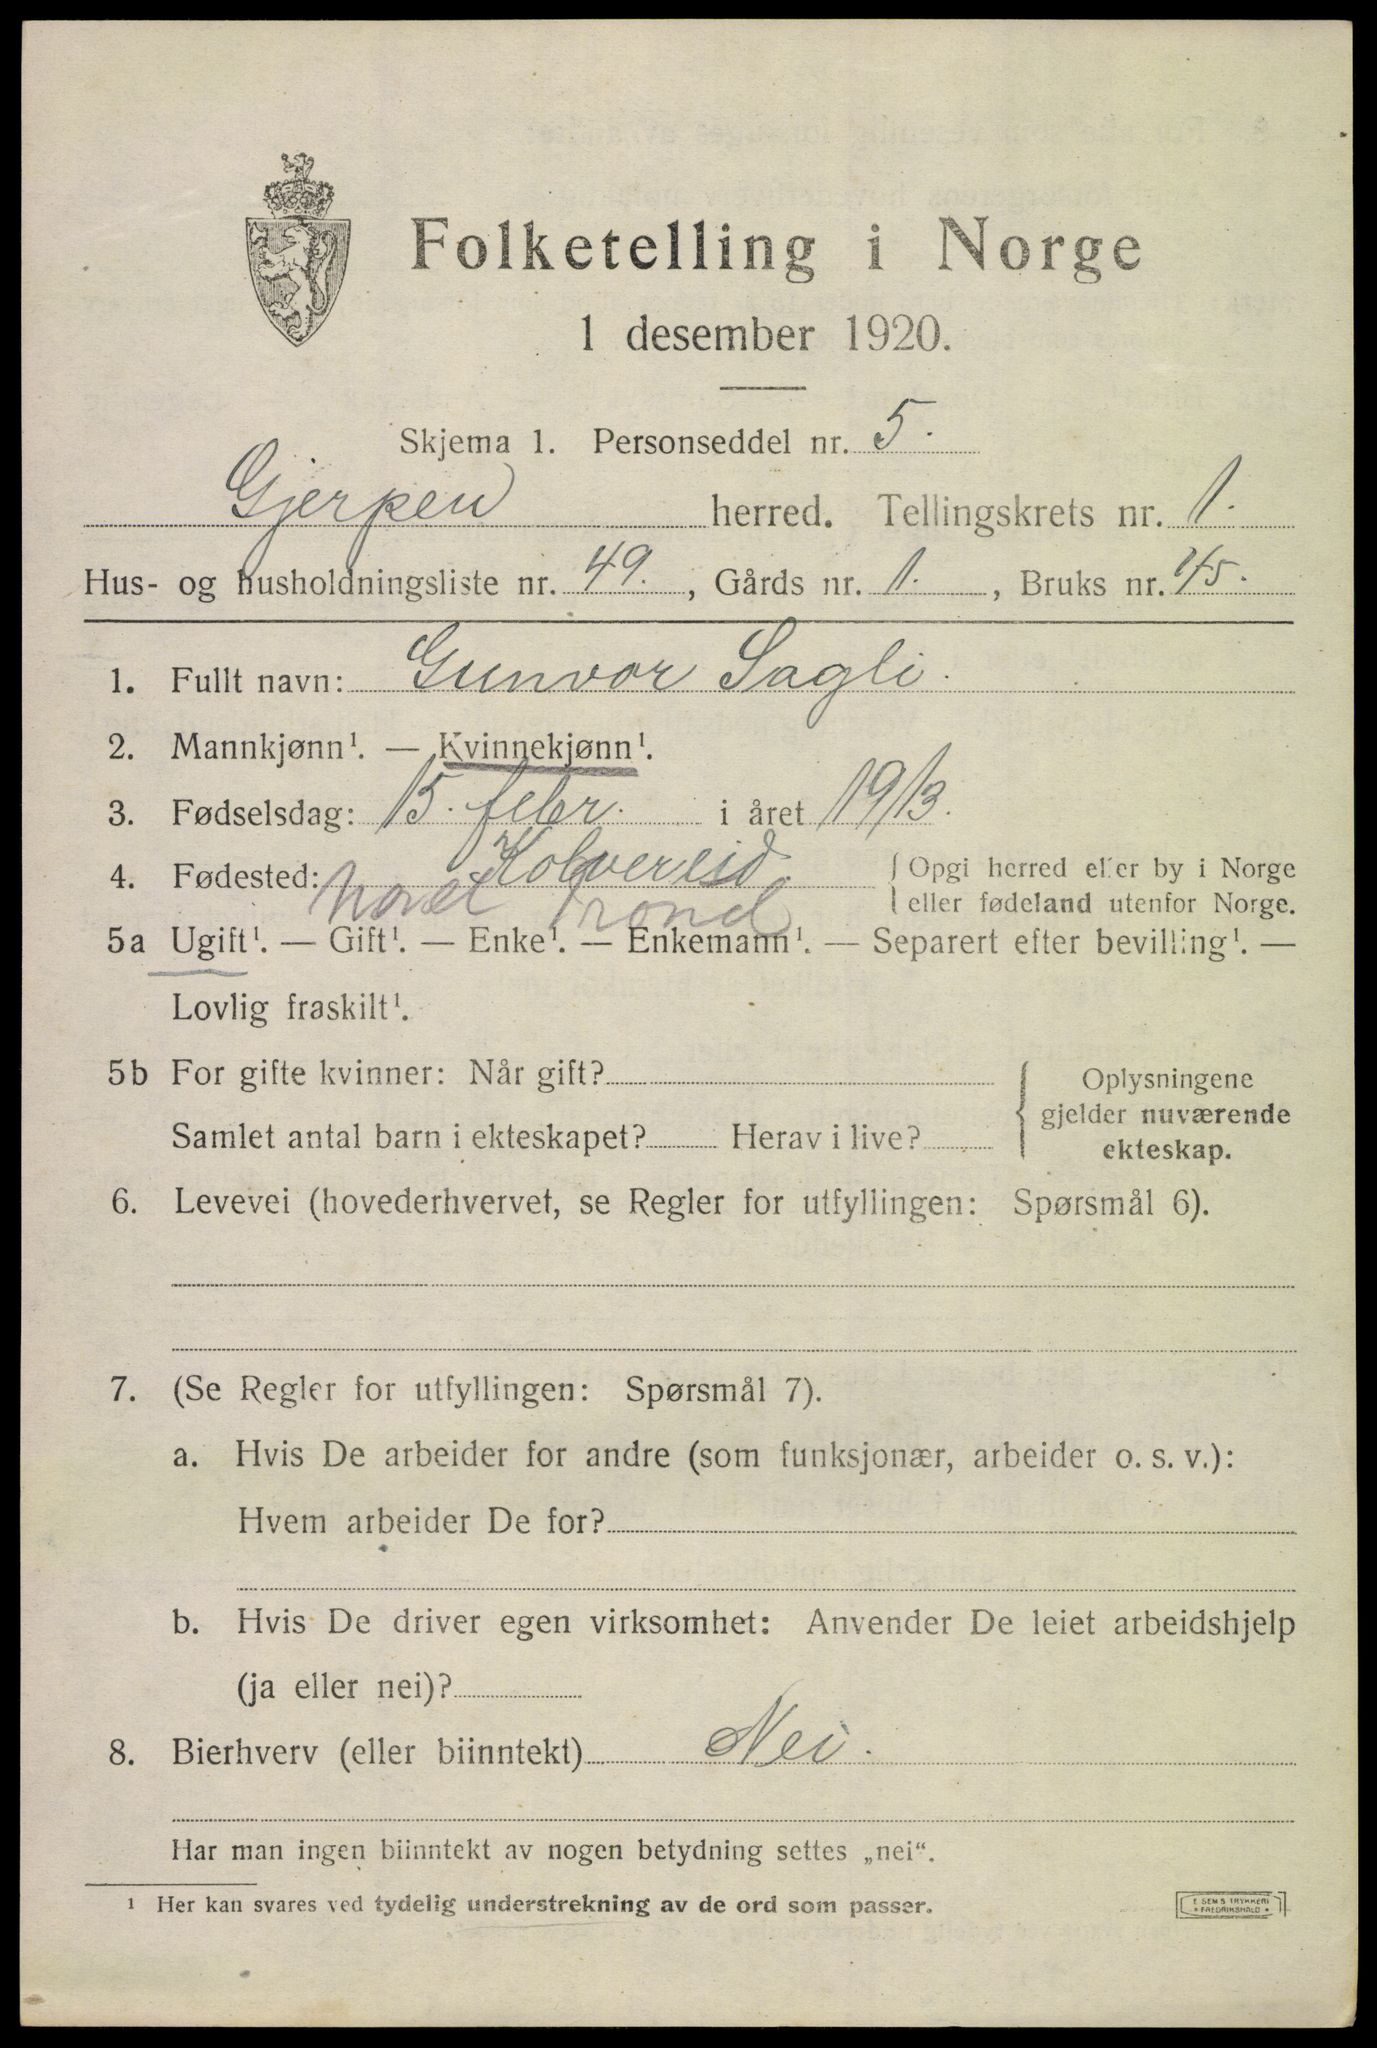 Folketelling i Norge
1 desember 1920.
Skjema 1. Personseddel nr. 5.
Gjerpen herred. Tellingskrets nr. 1.
Hus- og husholdningsliste nr. 49., Gårds nr. 1., Bruks nr. 45.
1. Fullt navn: Gunvor Sagli.
2. Mannkjønn¹. — Kvinnekjønn¹.
3. Fødselsdag: 15. febr. i året 1913.
4. Fødested: Kolvereid. { Opgi herred eller by i Norge
Nord Trond { eller fødeland utenfor Norge.
5a Ugift¹. — Gift¹. — Enke¹. — Enkemann¹. — Separert efter bevilling¹. —
Lovlig fraskilt¹.
5b For gifte kvinner: Når gift? { Oplysningene
gjelder nuværende
Samlet antal barn i ekteskapet? Herav i live?
ekteskap.
6. Levevei (hovederhvervet, se Regler for utfyllingen: Spørsmål 6).
7. (Se Regler for utfyllingen: Spørsmål 7).
a. Hvis De arbeider for andre (som funksjonær, arbeider o. s. v.):
Hvem arbeider De for?
b. Hvis De driver egen virksomhet: Anvender De leiet arbeidshjelp
(ja eller nei)?
8. Bierhverv (eller biinntekt) Nei.
Har man ingen biinntekt av nogen betydning settes „nei“.
¹ Her kan svares ved tydelig understrekning av de ord som passer.
E. SEMS TRYKKERI
FREDRIKSHALD